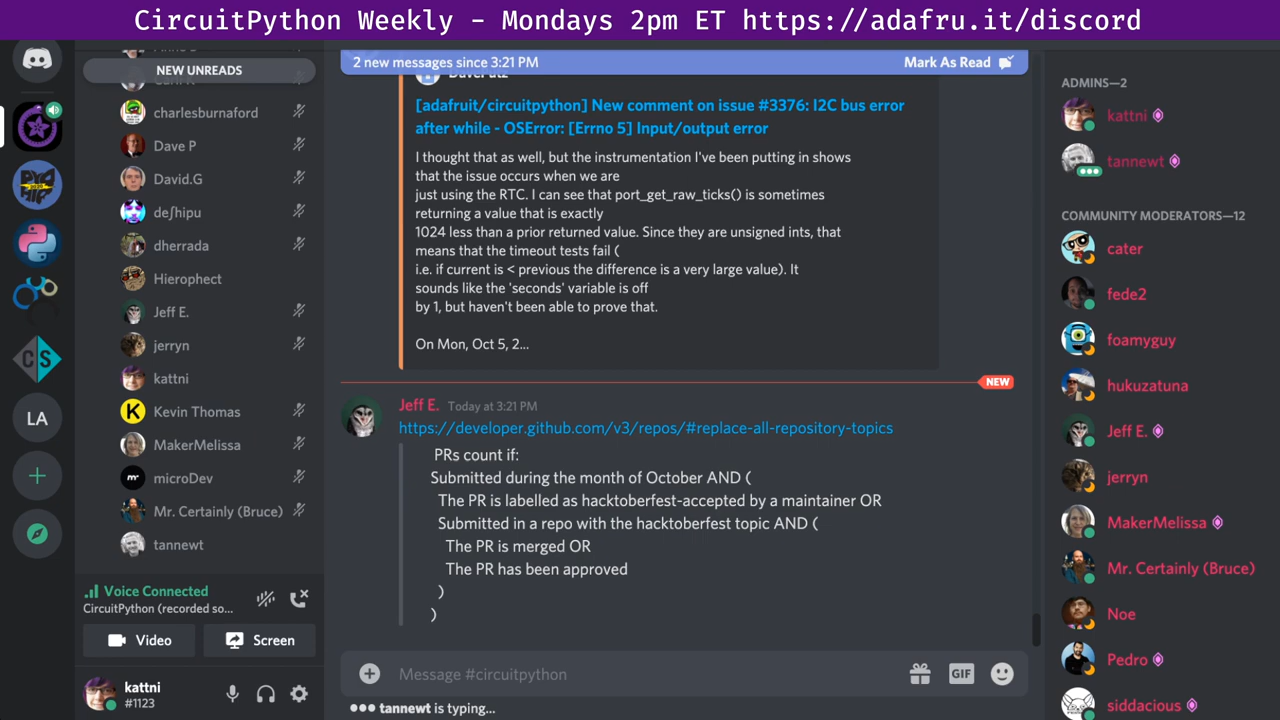 CircuitPython Weekly - Mondays 2pm ET https://adafru.it/discord
NEW UNREADS
charlesburnaford
Dave P
David.G
deʃhipu
dherrada
Hierophect
Jeff E.
jerryn
kattni
Kevin Thomas
MakerMelissa
microDev
Mr. Certainly (Bruce)
tannewt
Voice Connected
CircuitPython (recorded so...
Video
Screen
kattni
#1123
LA
CS
2 new messages since 3:21 PM
Mark As Read
[adafruit/circuitpython] New comment on issue #3376: I2C bus error
after while - OSError: [Errno 5] Input/output error
I thought that as well, but the instrumentation I've been putting in shows
that the issue occurs when we are
just using the RTC. I can see that port_get_raw_ticks() is sometimes
returning a value that is exactly
1024 less than a prior returned value. Since they are unsigned ints, that
means that the timeout tests fail (
i.e. if current is < previous the difference is a very large value). It
sounds like the 'seconds' variable is off
by 1, but haven't been able to prove that.
On Mon, Oct 5, 2...
NEW
Jeff E. Today at 3:21 PM
https://developer.github.com/v3/repos/#replace-all-repository-topics
PRs count if:
Submitted during the month of October AND (
The PR is labelled as hacktoberfest-accepted by a maintainer OR
Submitted in a repo with the hacktoberfest topic AND (
The PR is merged OR
The PR has been approved
)
)
Message #circuitpython
GIF
tannewt is typing...
ADMINS—2
kattni
tannewt
COMMUNITY MODERATORS—12
cater
fede2
foamyguy
hukuzatuna
Jeff E.
jerryn
MakerMelissa
Mr. Certainly (Bruce)
Noe
Pedro
siddacious